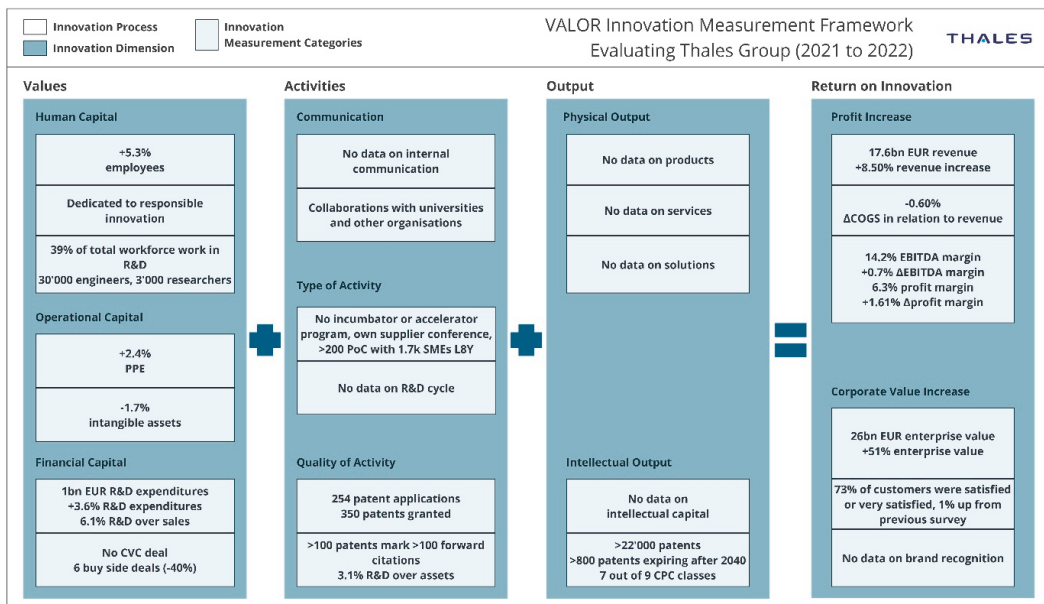 Innovation Process
Innovation Dimension
Innovation
Measurement Categories
VALOR Innovation Measurement Framework
Evaluating Thales Group (2021 to 2022)
THALES
Values
Human Capital
+5.3%
employees
Dedicated to responsible
innovation
39% of total workforce work in
R&D
30'000 engineers, 3'000 researchers
Operational Capital
+2.4%
PPE
-1.7%
intangible assets
Financial Capital
1bn EUR R&D expenditures
+3.6% R&D expenditures
6.1% R&D over sales
No CVC deal
6 buy side deals (-40%)
Activities
Communication
No data on internal
communication
Collaborations with universities
and other organisations
Type of Activity
No incubator or accelerator
program, own supplier conference,
>200 PoC with 1.7k SMEs L8Y
No data on R&D cycle
Quality of Activity
254 patent applications
350 patents granted
>100 patents mark >100 forward
citations
3.1% R&D over assets
Output
Physical Output
No data on products
No data on services
No data on solutions
Intellectual Output
No data on
intellectual capital
>22'000 patents
>800 patents expiring after 2040
7 out of 9 CPC classes
Return on Innovation
Profit Increase
17.6bn EUR revenue
+8.50% revenue increase
-0.60%
ΔCOGS in relation to revenue
14.2% EBITDA margin
+0.7% ΔEBITDA margin
6.3% profit margin
+1.61% Δprofit margin
Corporate Value Increase
26bn EUR enterprise value
+51% enterprise value
73% of customers were satisfied
or very satisfied, 1% up from
previous survey
No data on brand recognition